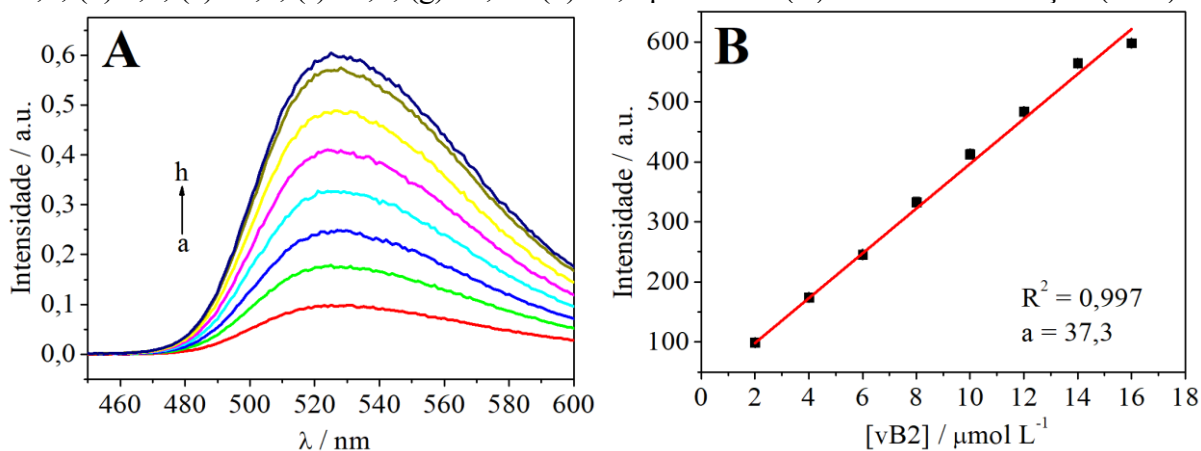 A
Intensidade / a.u.
0,6
0,5
0,4
0,3
0,2
0,1
0,0
h
a
460 480 500 520 540 560 580 600
λ / nm
B
Intensidade / a.u.
600
500
400
300
200
100
R² = 0,997
a = 37,3
0 2 4 6 8 10 12 14 16 18
[vB2] / µmol L⁻¹